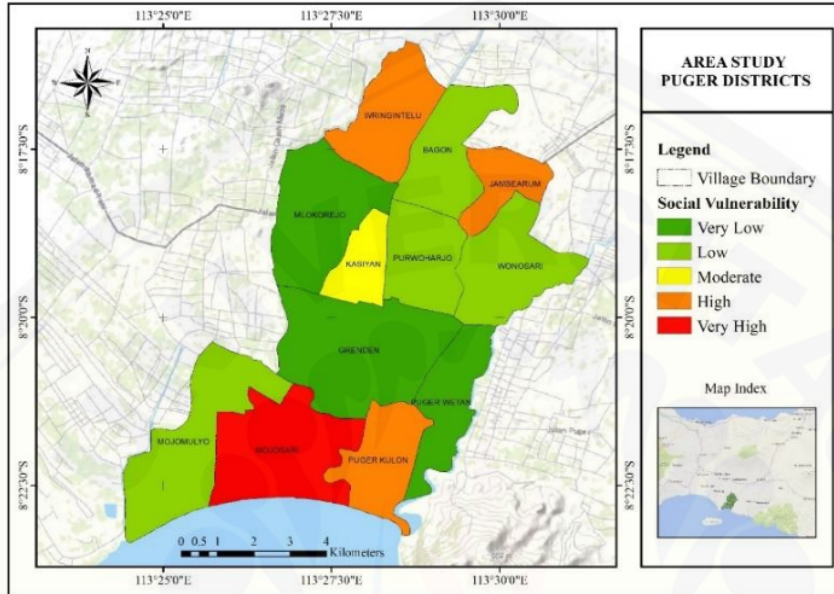 113°25'0"E 113°27'30"E 113°30'0"E
AREA STUDY
PUGER DISTRICTS
N
WRINGINTELU
BAGON
8°17'30"S 8°17'30"S
JAMBEARUM
MLOKOREJO
KASIYAN
PURWOHARJO
WONOSARI
8°20'0"S 8°20'0"S
GRENDEN
PUGER WETAN
MOJOMULYO
MOJOSARI
PUGER KULON
8°22'30"S 8°22'30"S
0 0.5 1 2 3 4
Kilometers
113°25'0"E 113°27'30"E 113°30'0"E
Legend
Village Boundary
Social Vulnerability
Very Low
Low
Moderate
High
Very High
Map Index